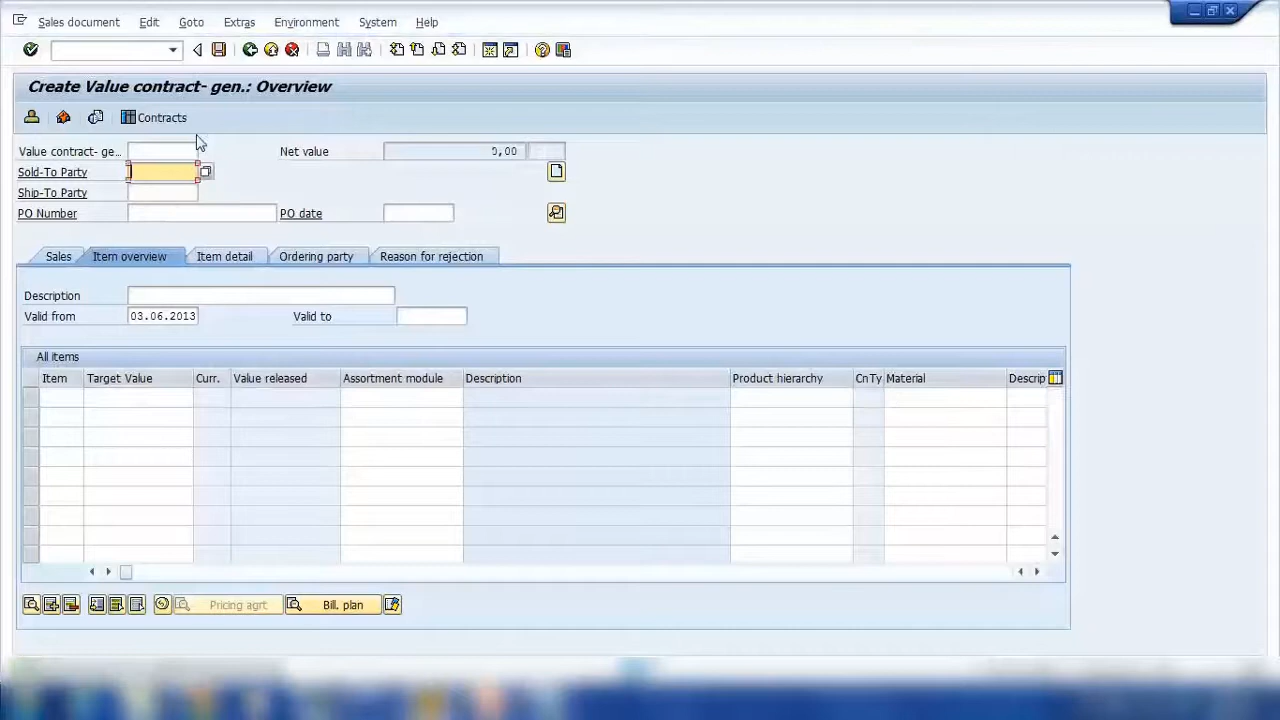 Sales document Edit Goto Extras Environment System Help
Create Value contract- gen.: Overview
Contracts
Value contract- ge... Net value 0,00
Sold-To Party
Ship-To Party
PO Number PO date
Sales Item overview Item detail Ordering party Reason for rejection
Description
Valid from 03.06.2013 Valid to
All items
Item Target Value Curr. Value released Assortment module Description Product hierarchy CnTy Material Descrip
Pricing agrt Bill. plan